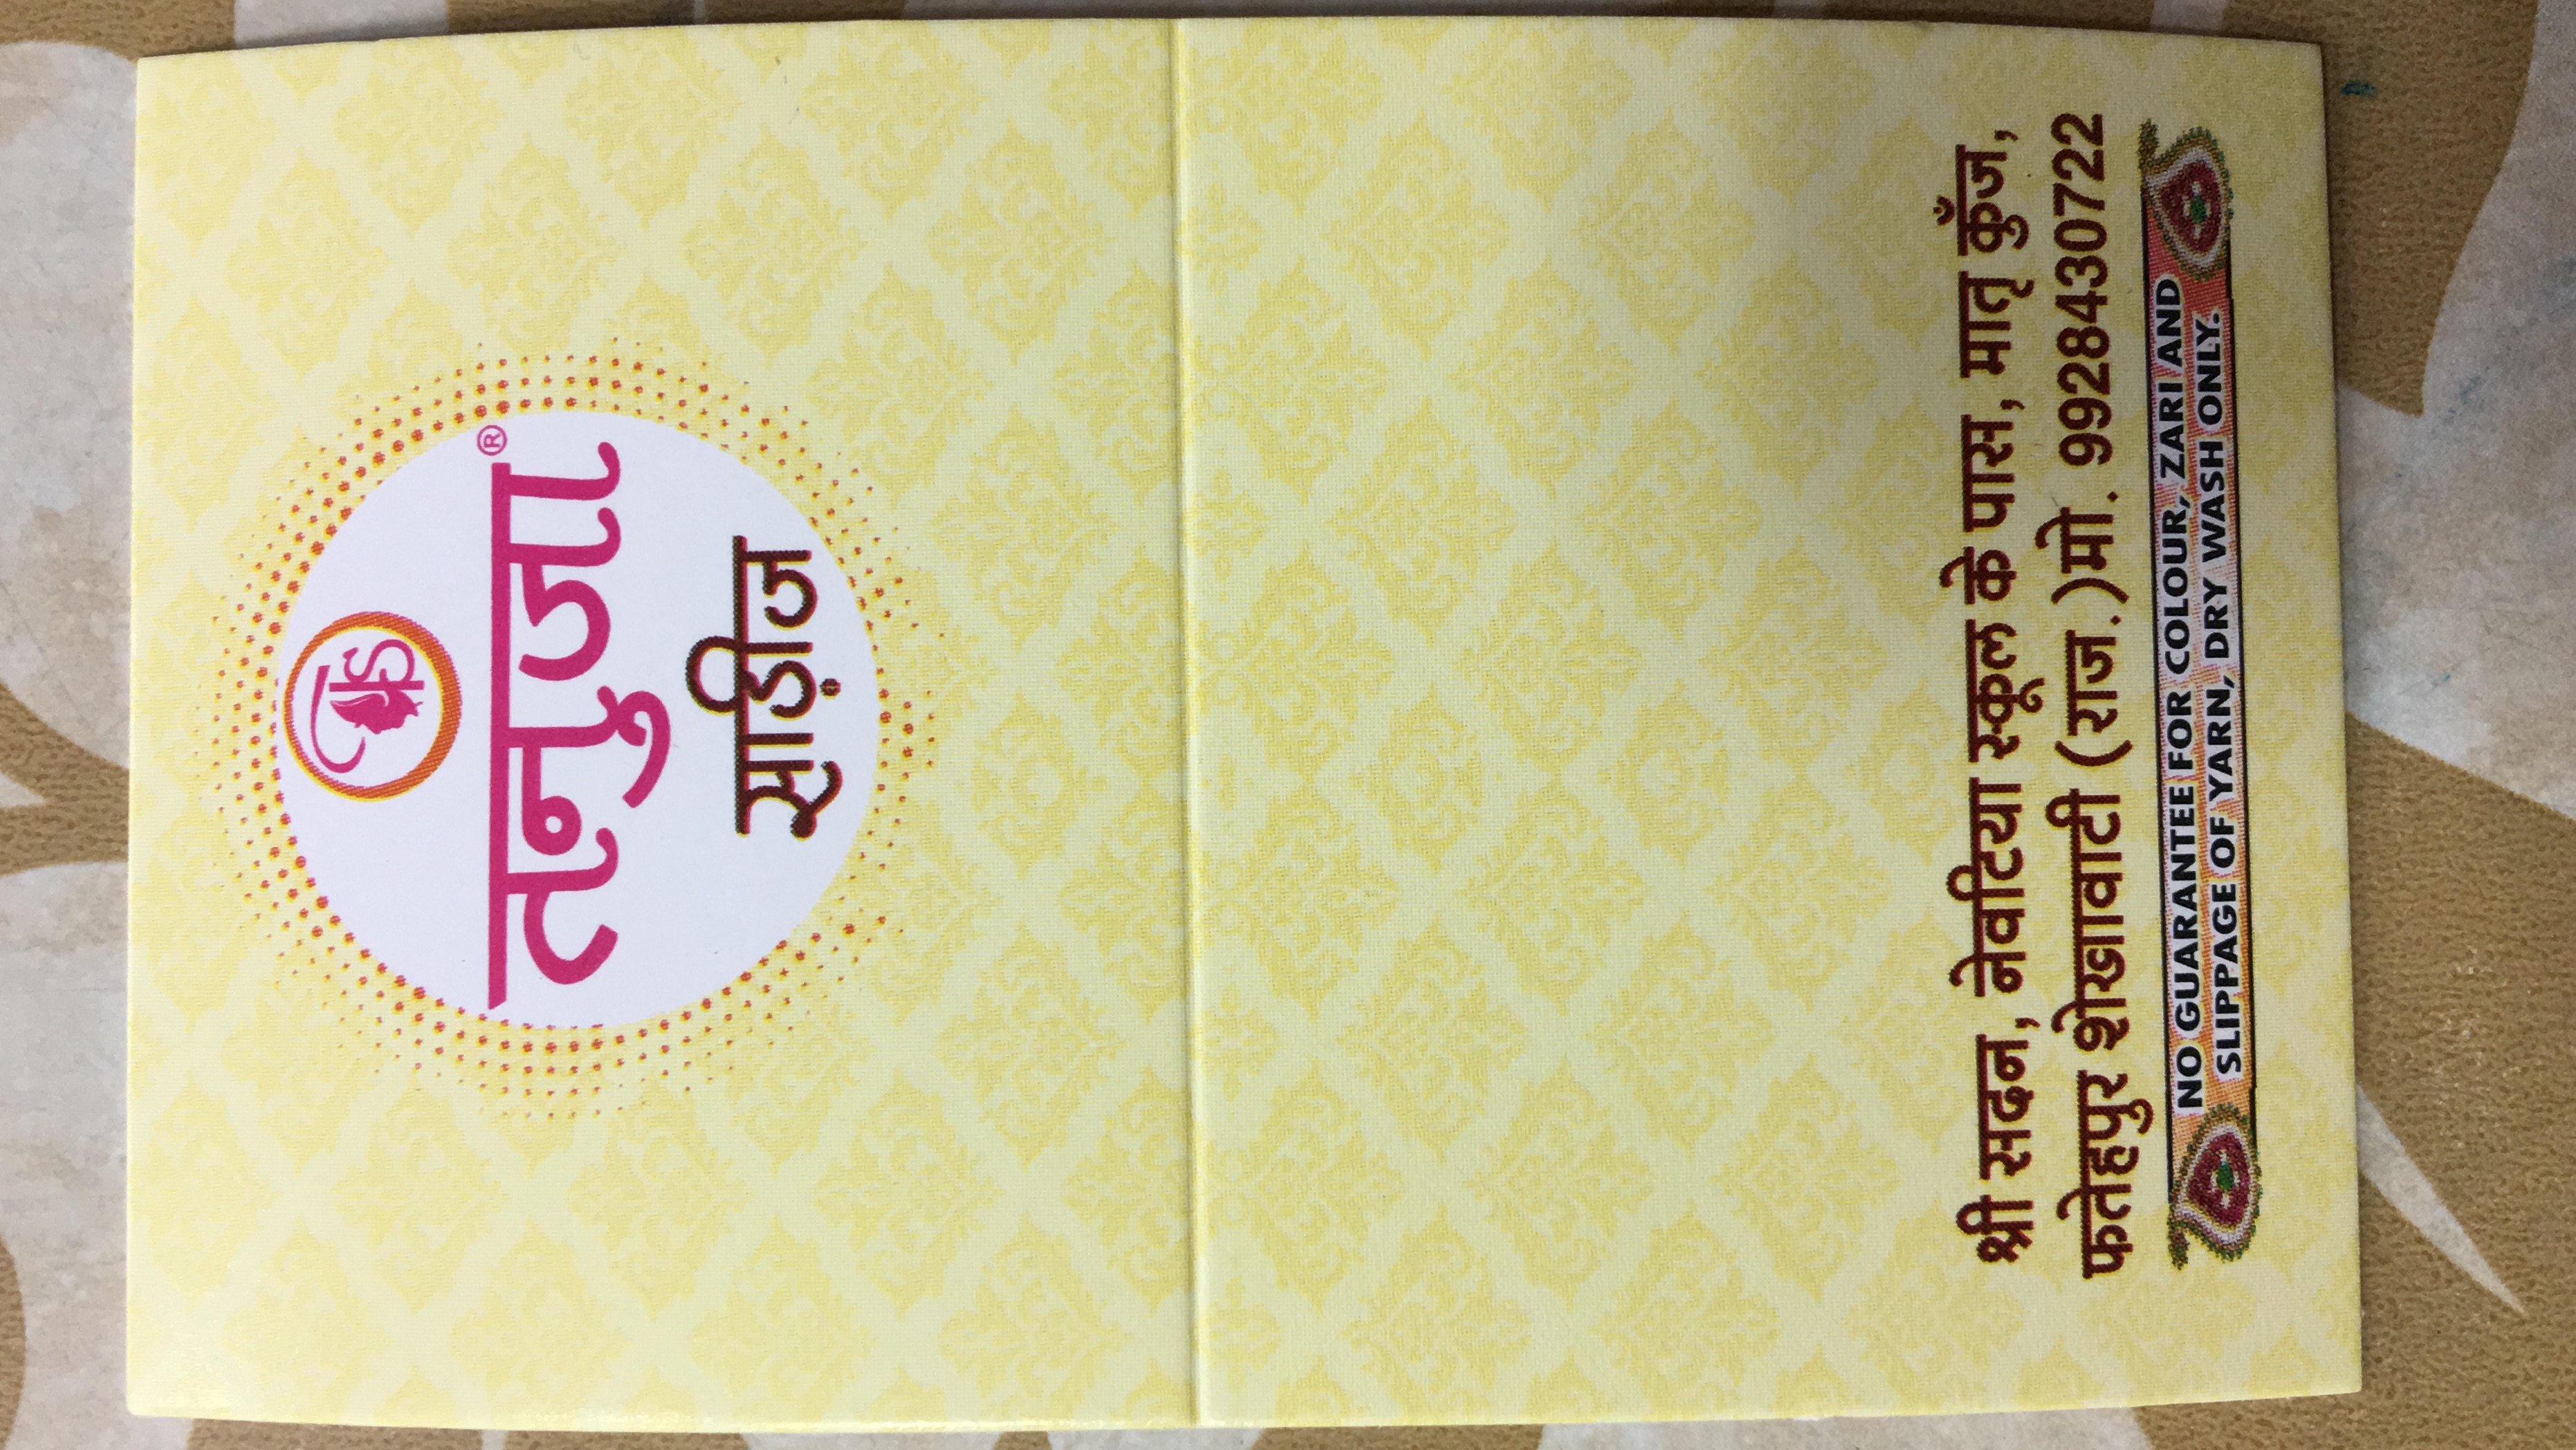 TS
तनुजा®
साड़ीज
श्री सदन, नेवटिया स्कूल के पास, मातृ कुँज,
फतेहपुर शेखावाटी (राज.)मो. 9928430722
NO GUARANTEE FOR COLOUR, ZARI AND
SLIPPAGE OF YARN, DRY WASH ONLY.